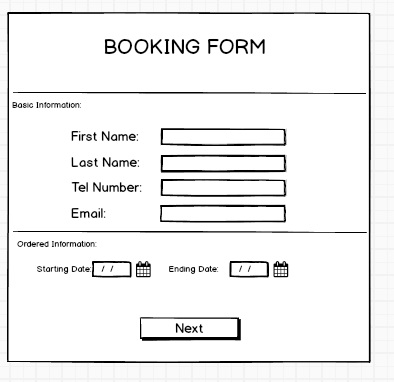 BOOKING FORM
Basic Information:
First Name:
Last Name:
Tel Number:
Email:
Ordered Information:
Starting Date: / / Ending Date: / /
Next